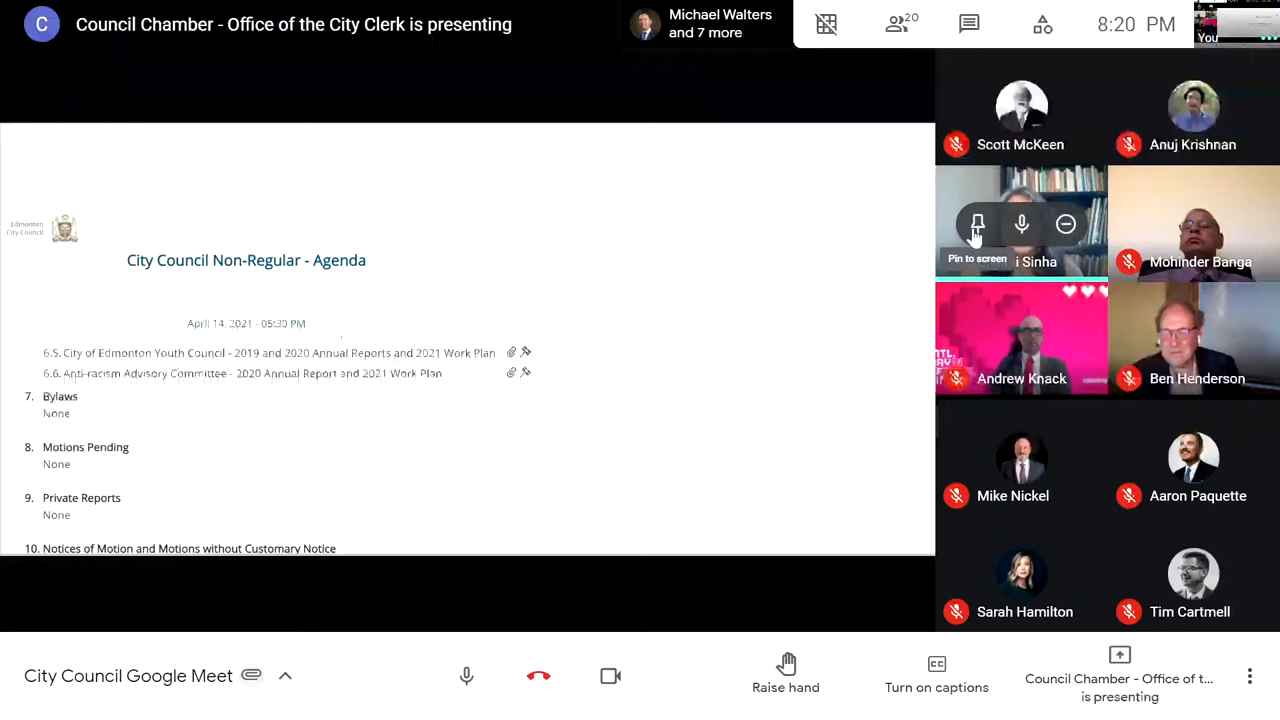 C
Council Chamber - Office of the City Clerk is presenting
Michael Walters
and 7 more
20
8:20 PM
You
Scott McKeen
Anuj Krishnan
Pin to screen
i Sinha
Mohinder Banga
Andrew Knack
Ben Henderson
Mike Nickel
Aaron Paquette
Sarah Hamilton
Tim Cartmell
Edmonton
City Council
City Council Non-Regular - Agenda
April 14, 2021 - 05:30 PM
6.5. City of Edmonton Youth Council - 2019 and 2020 Annual Reports and 2021 Work Plan
6.6. Anti-racism Advisory Committee - 2020 Annual Report and 2021 Work Plan
7. Bylaws
None
8. Motions Pending
None
9. Private Reports
None
10. Notices of Motion and Motions without Customary Notice
City Council Google Meet
Raise hand
Turn on captions
Council Chamber - Office of t...
is presenting